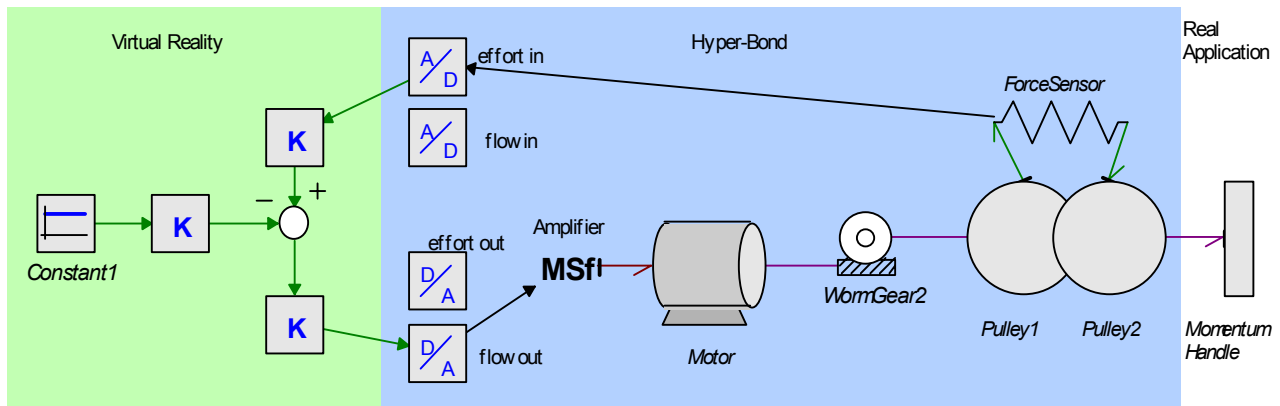 Virtual Reality
Hyper-Bond
Real
Application
A/D
effort in
ForceSensor
K
A/D
flow in
− +
K
Constant1
effort out
D/A
Amplifier
MSf
WormGear2
K
D/A
flow out
Motor
Pulley1
Pulley2
Momentum
Handle